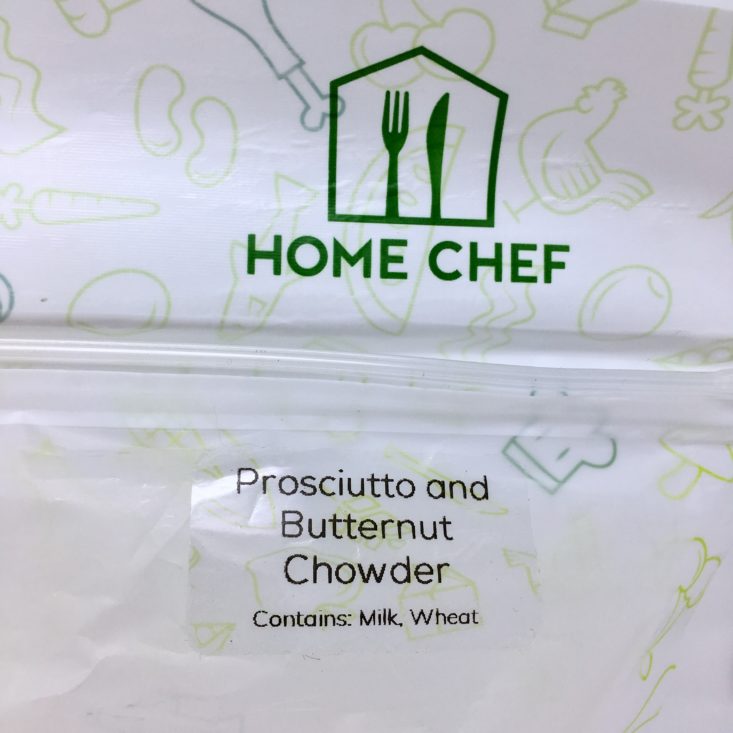 HOME CHEF
Prosciutto and
Butternut
Chowder
Contains: Milk, Wheat